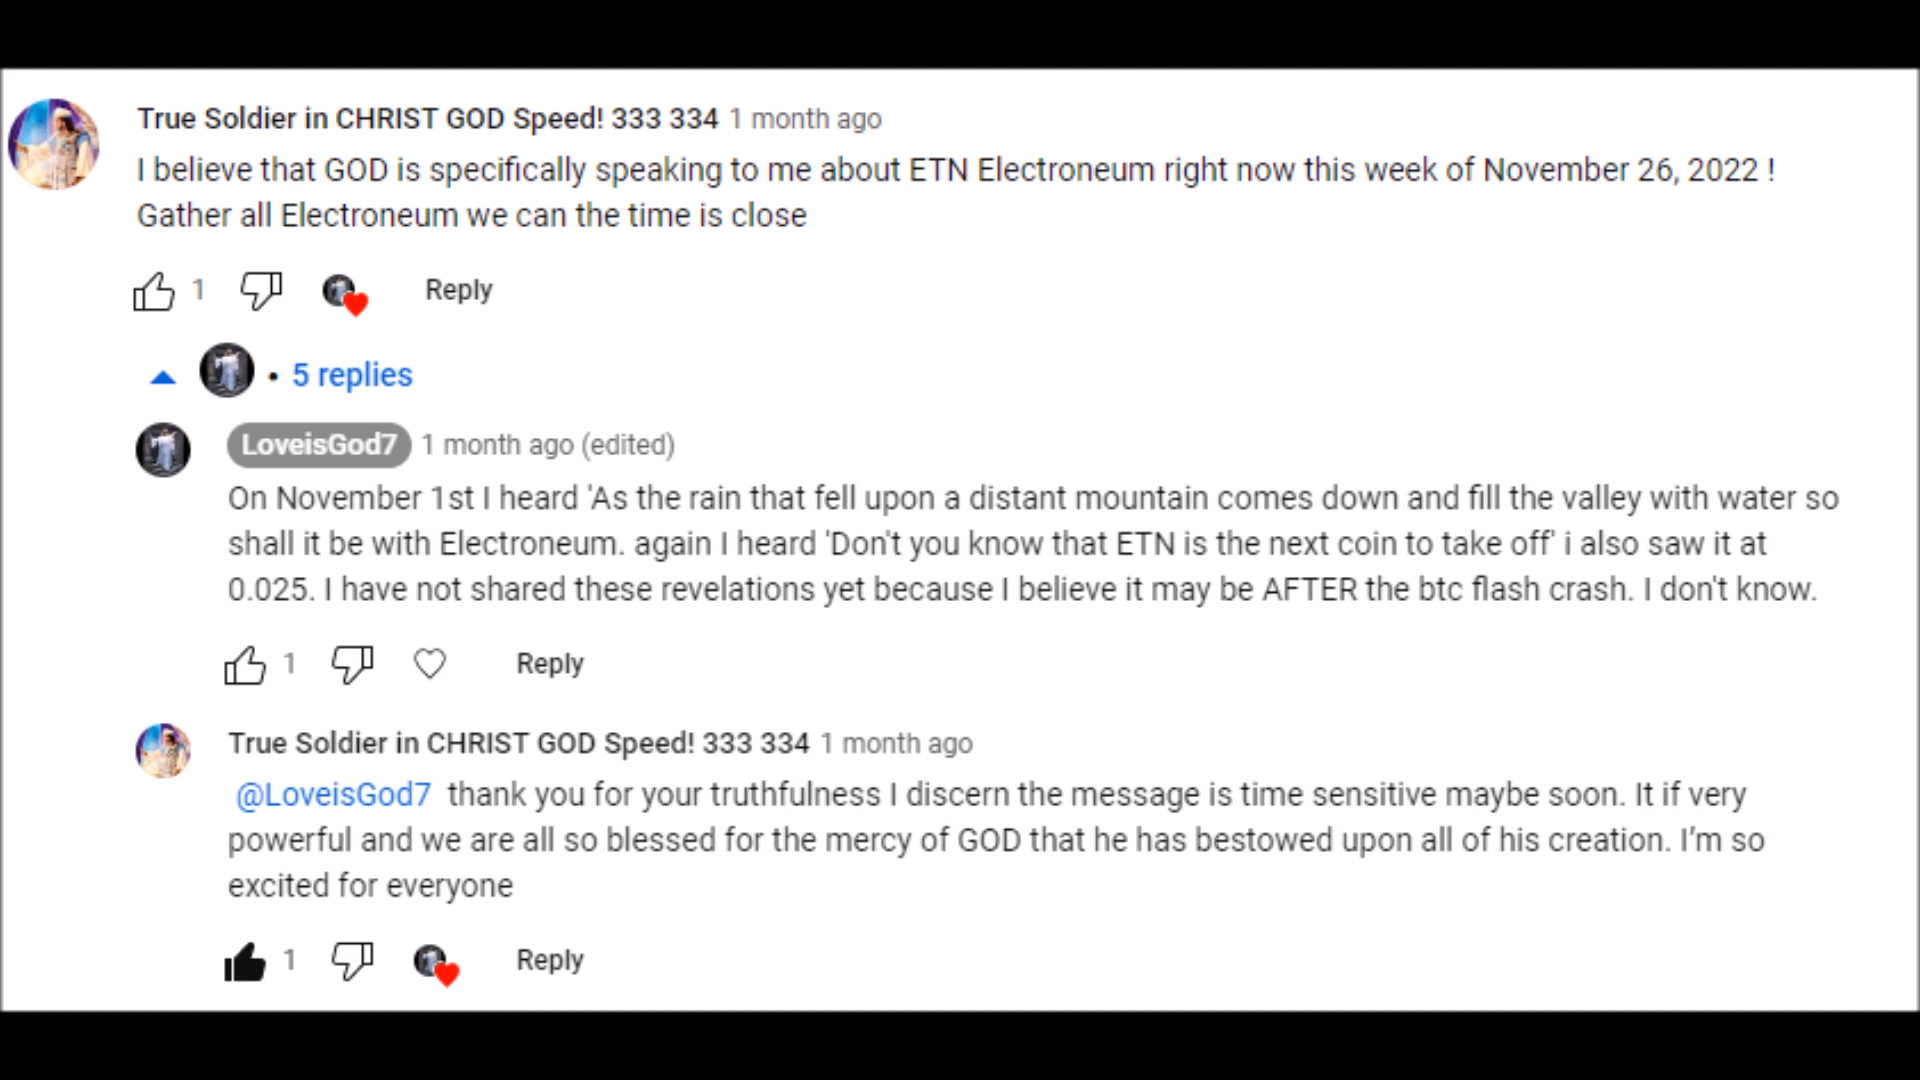 True Soldier in CHRIST GOD Speed! 333 334 1 month ago
I believe that GOD is specifically speaking to me about ETN Electroneum right now this week of November 26, 2022 !
Gather all Electroneum we can the time is close
1 Reply
• 5 replies
LoveisGod7 1 month ago (edited)
On November 1st I heard 'As the rain that fell upon a distant mountain comes down and fill the valley with water so
shall it be with Electroneum. again I heard 'Don't you know that ETN is the next coin to take off' i also saw it at
0.025. I have not shared these revelations yet because I believe it may be AFTER the btc flash crash. I don't know.
1 Reply
True Soldier in CHRIST GOD Speed! 333 334 1 month ago
@LoveisGod7 thank you for your truthfulness I discern the message is time sensitive maybe soon. It if very
powerful and we are all so blessed for the mercy of GOD that he has bestowed upon all of his creation. I’m so
excited for everyone
1 Reply